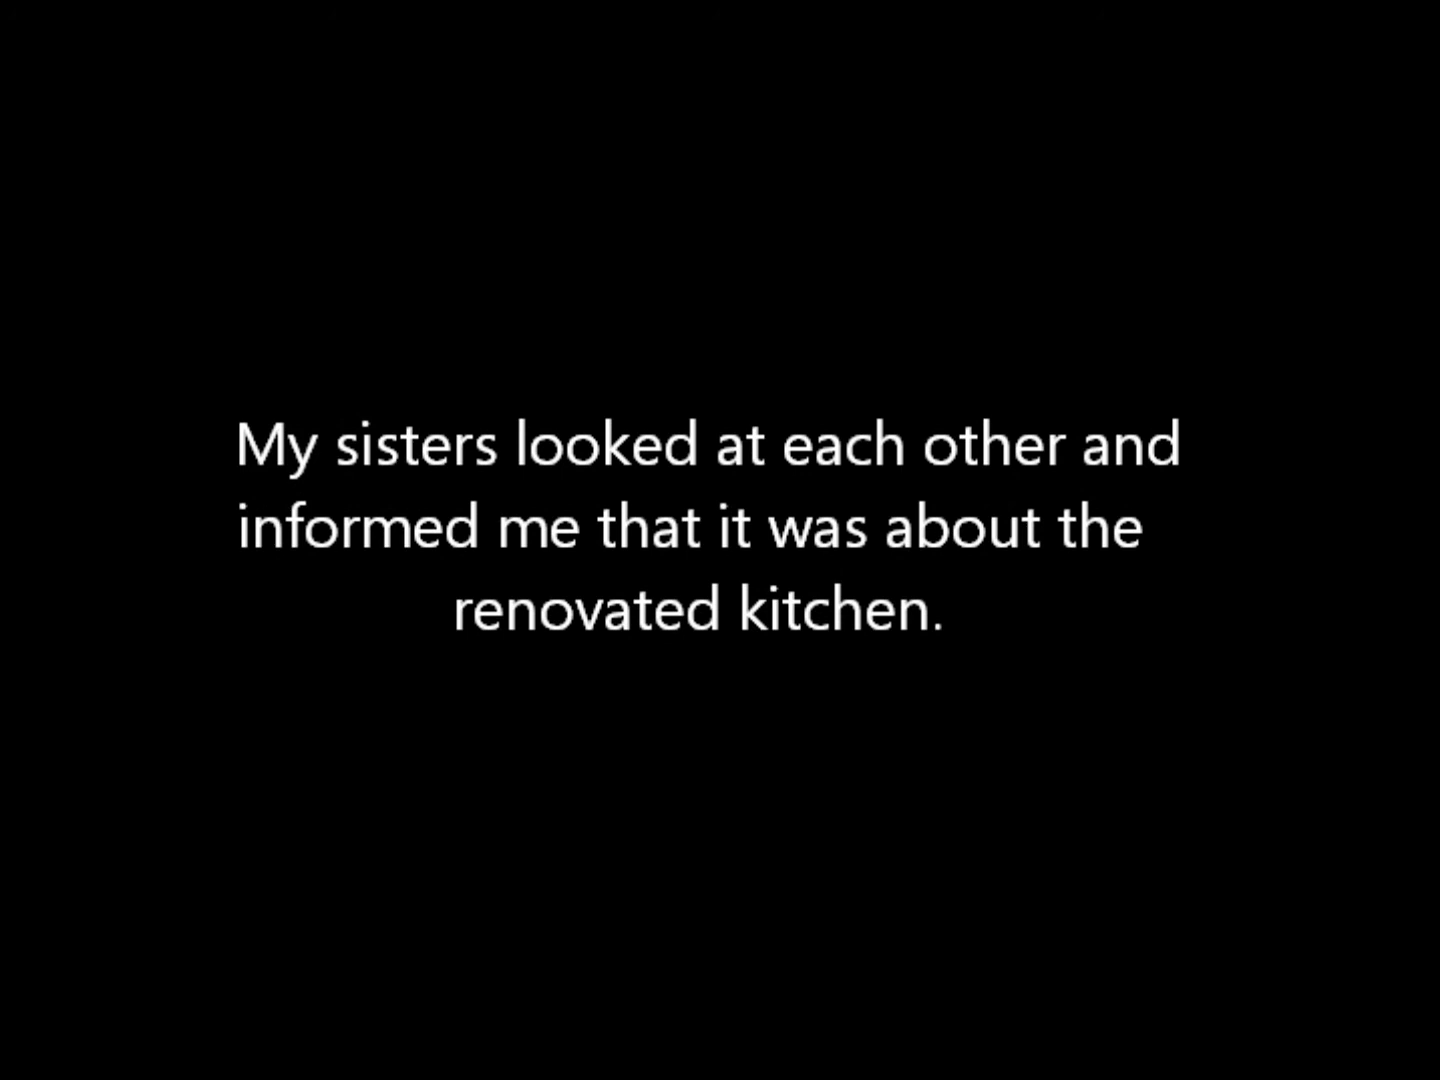 My sisters looked at each other and
informed me that it was about the
renovated kitchen.